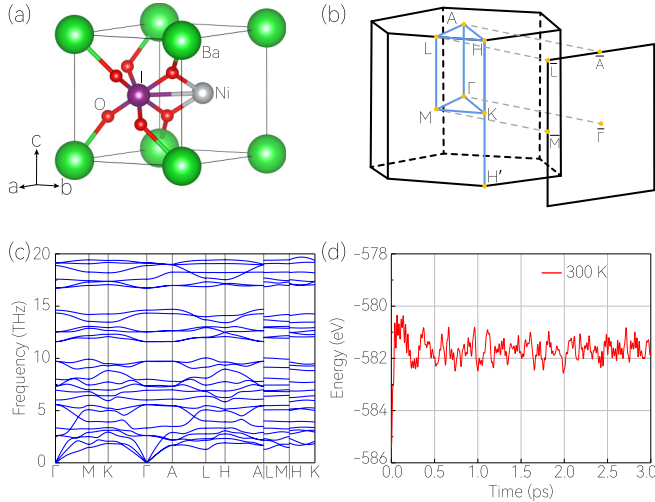 (a)
Ba
I
Ni
O
c
a b
(b)
A
L H
L̅ A̅
Γ
M K
M̅ Γ̅
H'
(c)
20
15
10
5
0
Frequency (THz)
Γ M K Γ A L H A|L M|H K
(d)
−578
−580
−582
−584
−586
Energy (eV)
300 K
0.0 0.5 1.0 1.5 2.0 2.5 3.0
Time (ps)